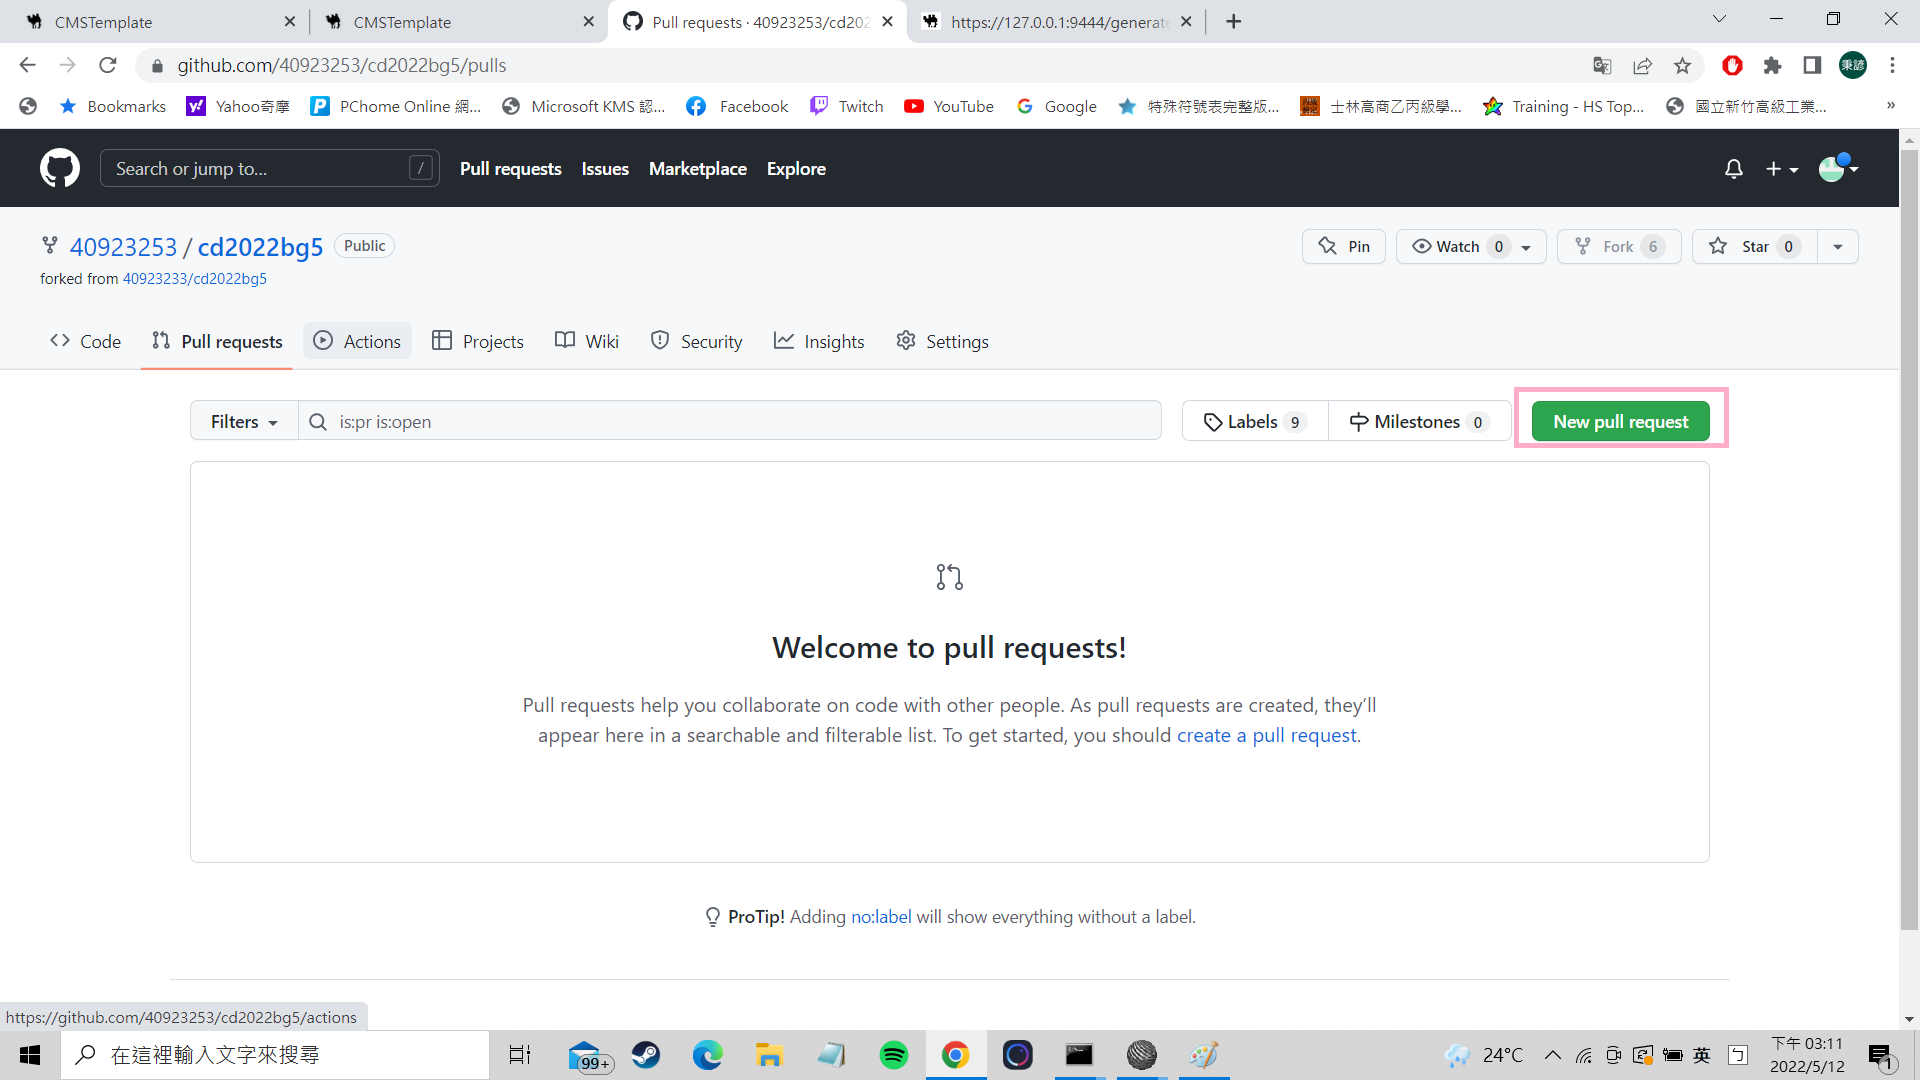 CMSTemplate
CMSTemplate
Pull requests · 40923253/cd202
https://127.0.0.1:9444/generate
github.com/40923253/cd2022bg5/pulls
秉諺
Bookmarks
Yahoo奇摩
PChome Online 網...
Microsoft KMS 認...
Facebook
Twitch
YouTube
Google
特殊符號表完整版...
士林高商乙丙級學...
Training - HS Top...
國立新竹高級工業...
»
Search or jump to...
/
Pull requests
Issues
Marketplace
Explore
40923253 / cd2022bg5
Public
Pin
Watch 0
Fork 6
Star 0
forked from 40923233/cd2022bg5
Code
Pull requests
Actions
Projects
Wiki
Security
Insights
Settings
Filters
is:pr is:open
Labels 9
Milestones 0
New pull request
Welcome to pull requests!
Pull requests help you collaborate on code with other people. As pull requests are created, they’ll
appear here in a searchable and filterable list. To get started, you should create a pull request.
ProTip! Adding no:label will show everything without a label.
https://github.com/40923253/cd2022bg5/actions
在這裡輸入文字來搜尋
99+
24°C
英
ㄅ
下午 03:11
2022/5/12
1